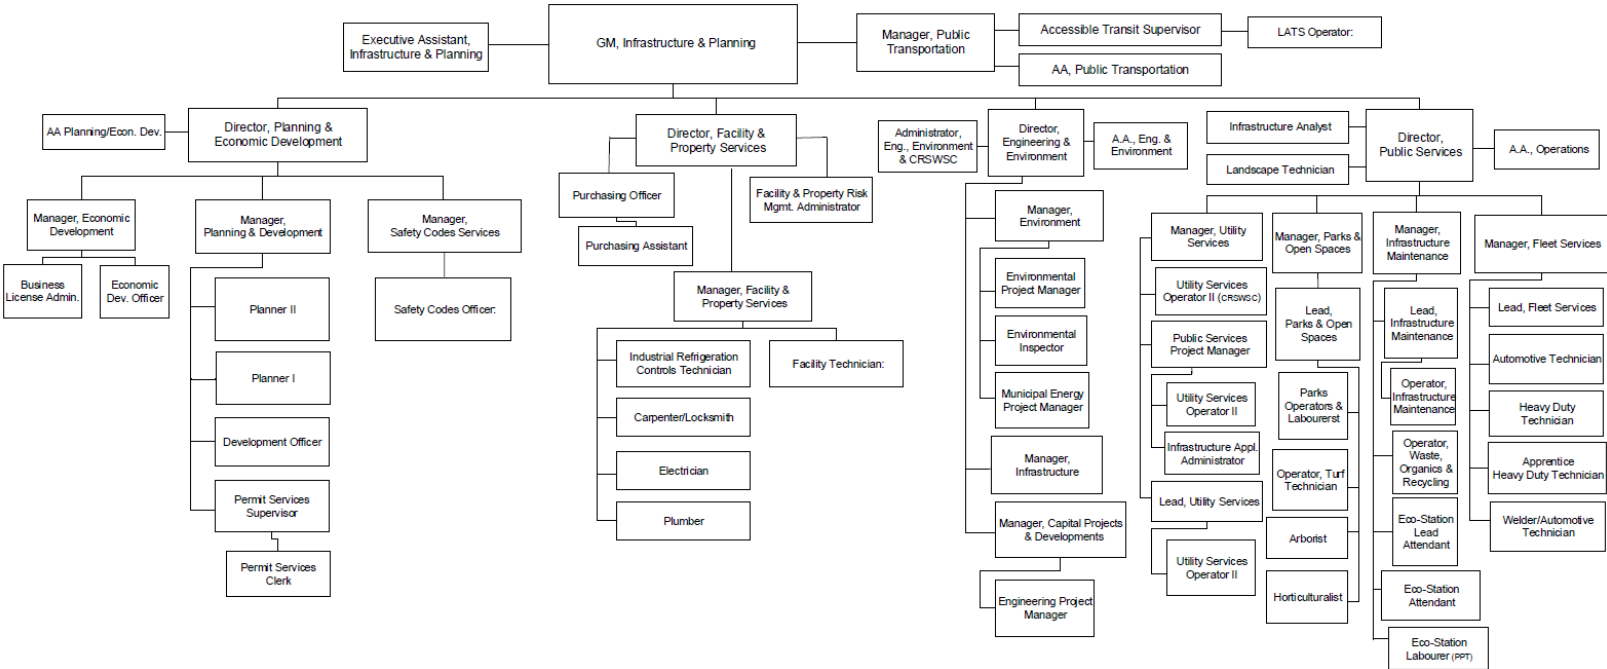 Executive Assistant,
Infrastructure & Planning
GM, Infrastructure & Planning
Manager, Public
Transportation
Accessible Transit Supervisor
LATS Operator:
AA, Public Transportation
AA Planning/Econ. Dev.
Director, Planning &
Economic Development
Manager, Economic
Development
Business
License Admin.
Economic
Dev. Officer
Manager,
Planning & Development
Planner II
Planner I
Development Officer
Permit Services
Supervisor
Permit Services
Clerk
Manager,
Safety Codes Services
Safety Codes Officer:
Director, Facility &
Property Services
Purchasing Officer
Purchasing Assistant
Facility & Property Risk
Mgmt. Administrator
Manager, Facility &
Property Services
Industrial Refrigeration
Controls Technician
Carpenter/Locksmith
Electrician
Plumber
Facility Technician:
Administrator,
Eng., Environment
& CRSWSC
Director,
Engineering &
Environment
A.A., Eng. &
Environment
Manager,
Environment
Environmental
Project Manager
Environmental
Inspector
Municipal Energy
Project Manager
Manager,
Infrastructure
Manager, Capital Projects
& Developments
Engineering Project
Manager
Infrastructure Analyst
Landscape Technician
Director,
Public Services
A.A., Operations
Manager, Utility
Services
Utility Services
Operator II (CRSWSC)
Public Services
Project Manager
Utility Services
Operator II
Infrastructure Appl.
Administrator
Lead, Utility Services
Utility Services
Operator II
Manager, Parks &
Open Spaces
Lead,
Parks & Open
Spaces
Parks
Operators &
Labourerst
Operator, Turf
Technician
Arborist
Horticulturalist
Manager,
Infrastructure
Maintenance
Lead,
Infrastructure
Maintenance
Operator,
Infrastructure
Maintenance
Operator,
Waste,
Organics &
Recycling
Eco-Station
Lead
Attendant
Eco-Station
Attendant
Eco-Station
Labourer (PPT)
Manager, Fleet Services
Lead, Fleet Services
Automotive Technician
Heavy Duty
Technician
Apprentice
Heavy Duty Technician
Welder/Automotive
Technician